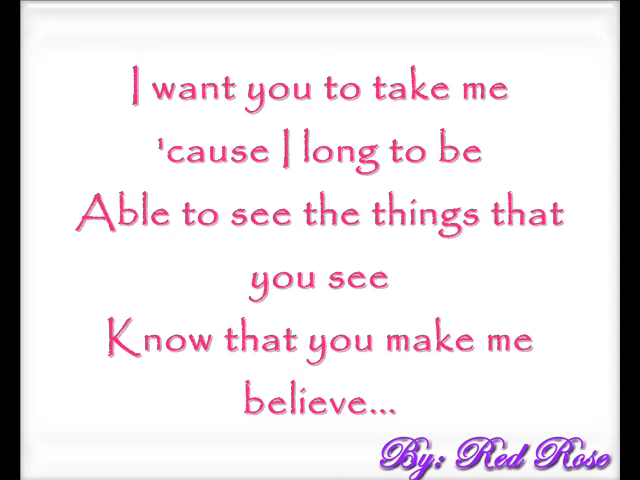 I want you to take me
'cause I long to be
Able to see the things that
you see
Know that you make me
believe...
By: Red Rose